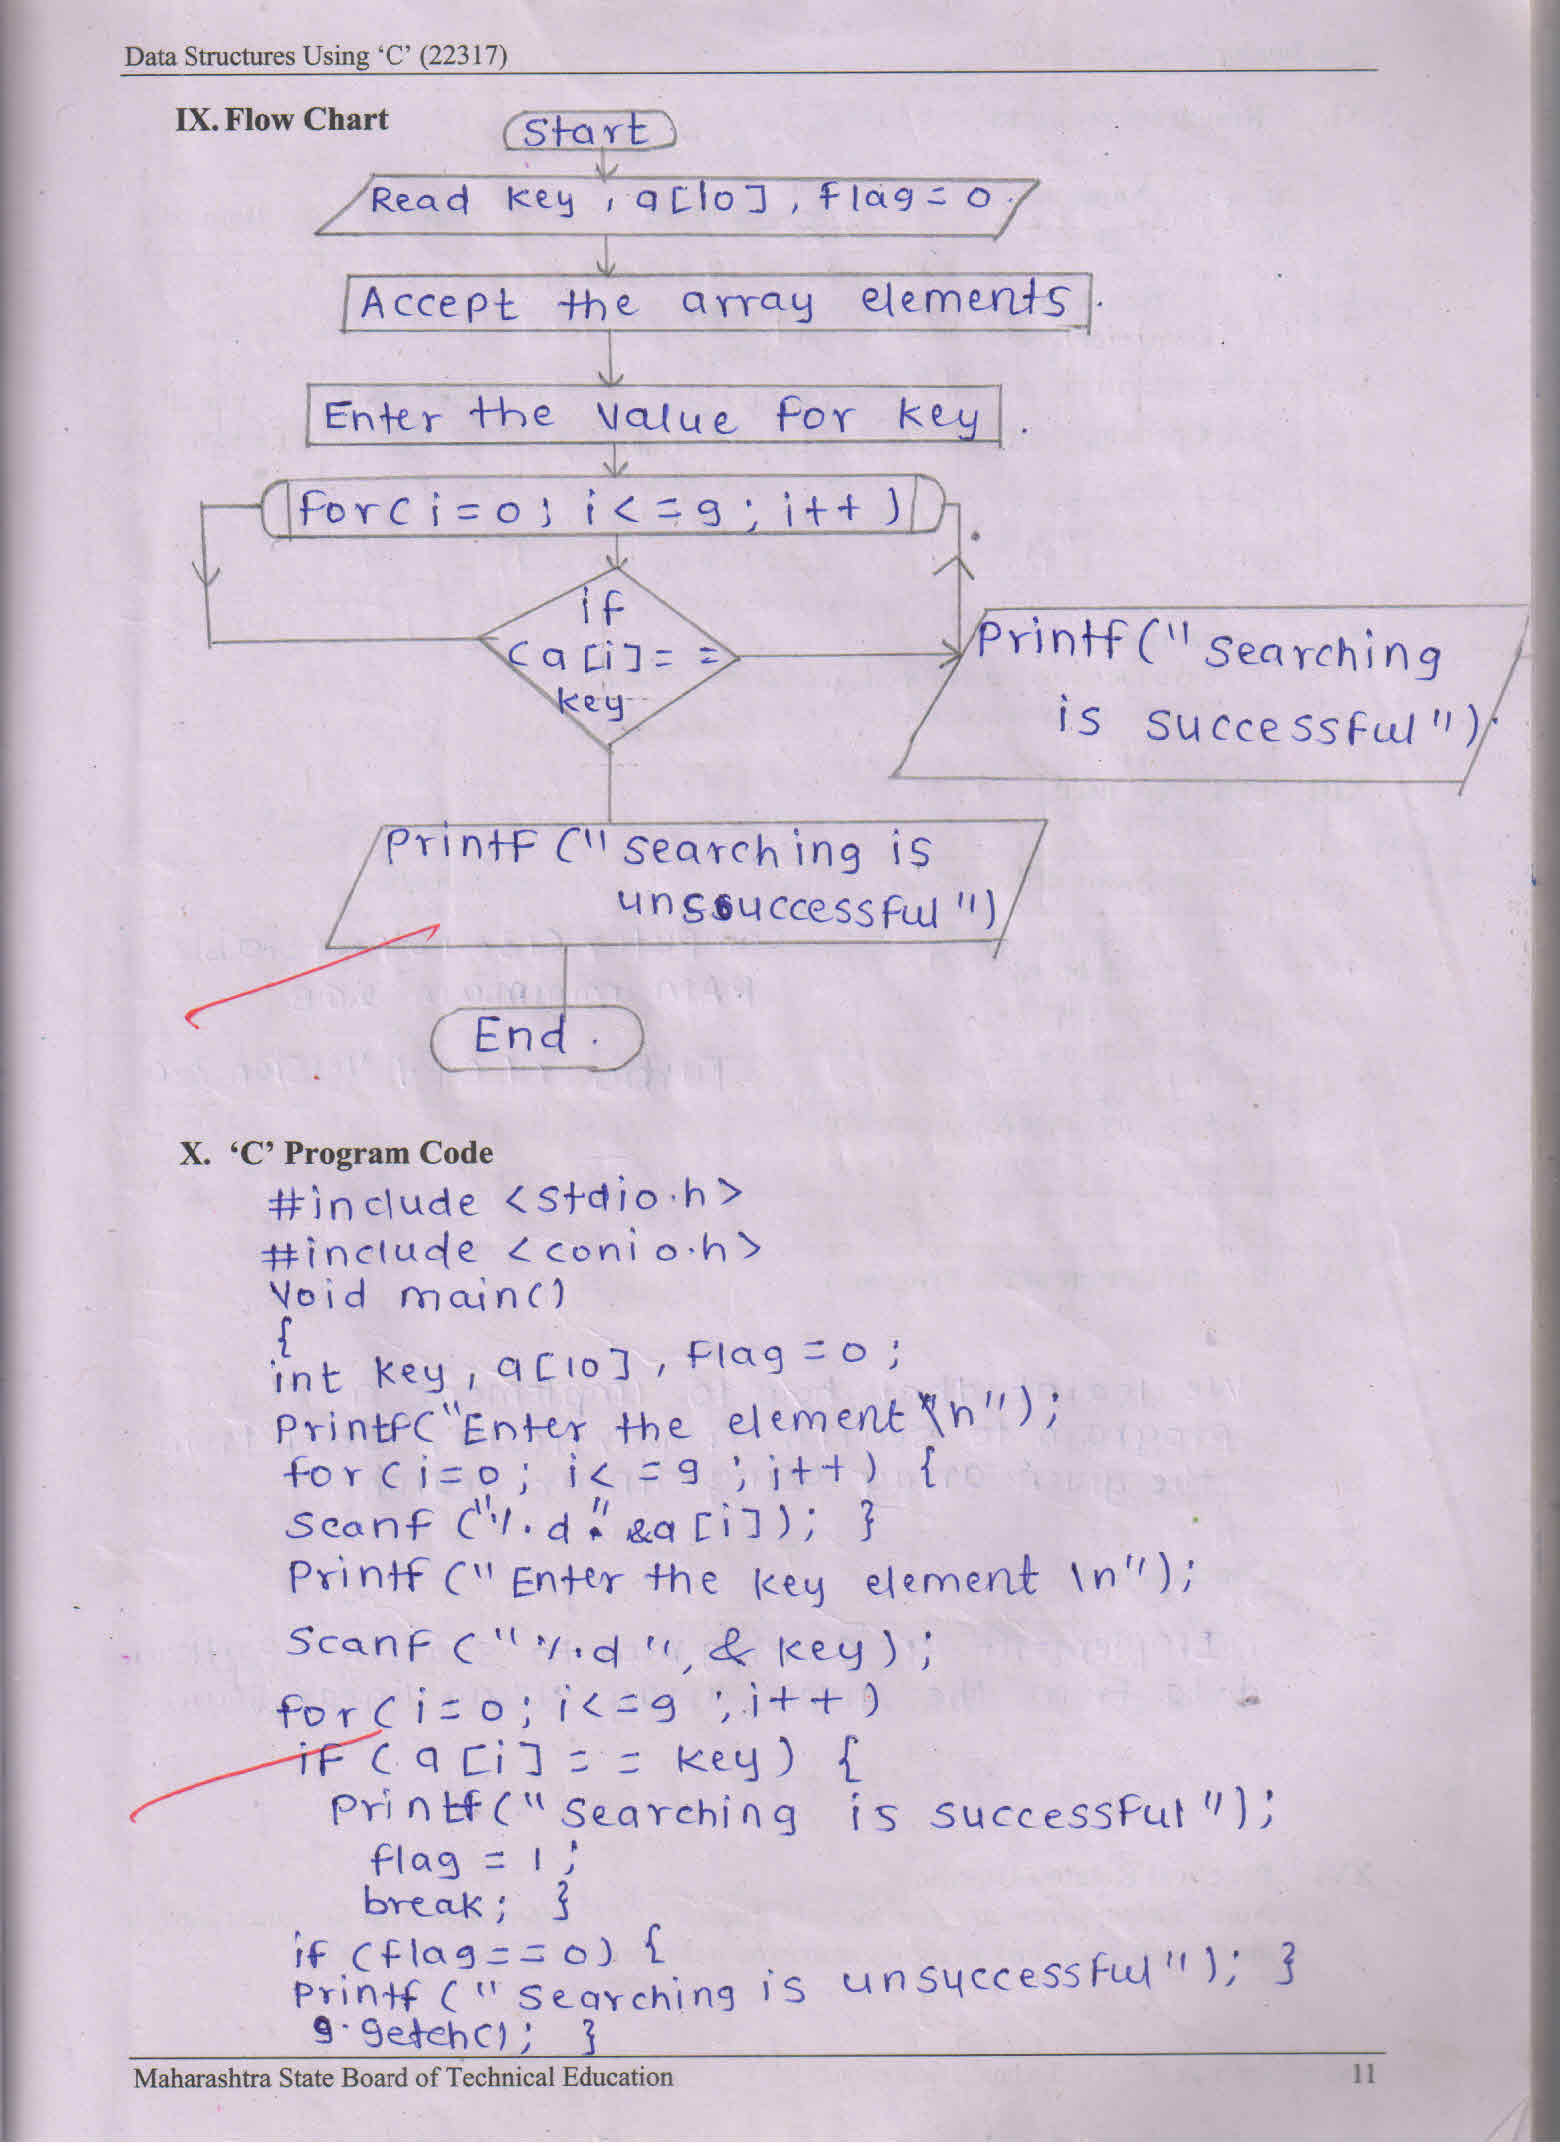 Data Structures Using 'C' (22317)
IX. Flow Chart
Start
Read key, a[10], flag=0.
Accept the array elements.
Enter the value for key.
for(i=0; i<=9; i++)
if
(a[i]==
key
Printf("Searching
is successful").
Printf("searching is
unssuccessful")
End.
X. 'C' Program Code
#include <stdio.h>
#include <conio.h>
Void main()
{
int key, a[10], flag=0;
Printf("Enter the element \n");
for(i=0; i<=9; i++) {
Scanf("%d" &a[i]); }
Printf("Enter the key element \n");
Scanf("%d", &key);
for(i=0; i<=9; i++)
if(a[i]==key) {
Printf("Searching is successful");
flag = 1;
break; }
if(flag==0) {
Printf("Searching is unsuccessful"); }
g.getch(); }
Maharashtra State Board of Technical Education
11